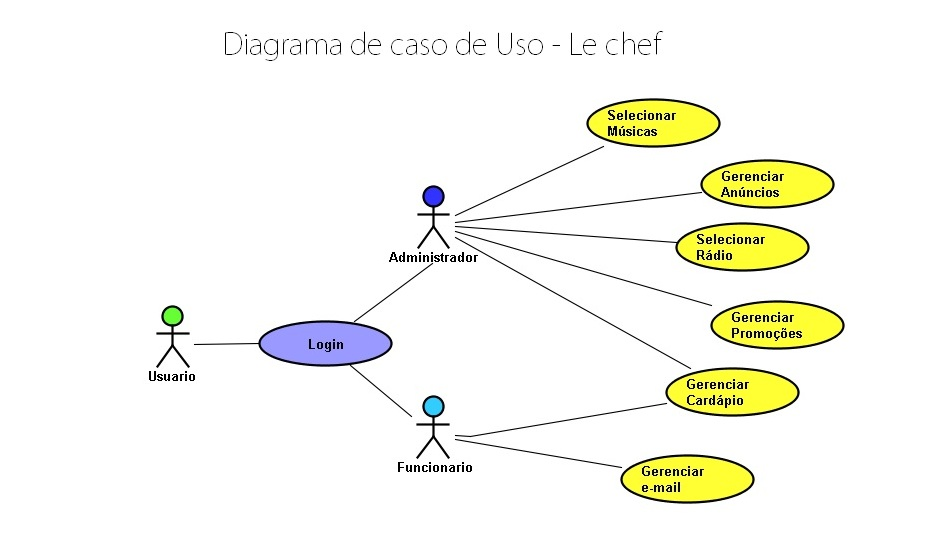 Diagrama de caso de Uso - Le chef
Selecionar
Músicas
Gerenciar
Anúncios
Selecionar
Rádio
Administrador
Gerenciar
Promoções
Login
Usuario
Gerenciar
Cardápio
Funcionario
Gerenciar
e-mail